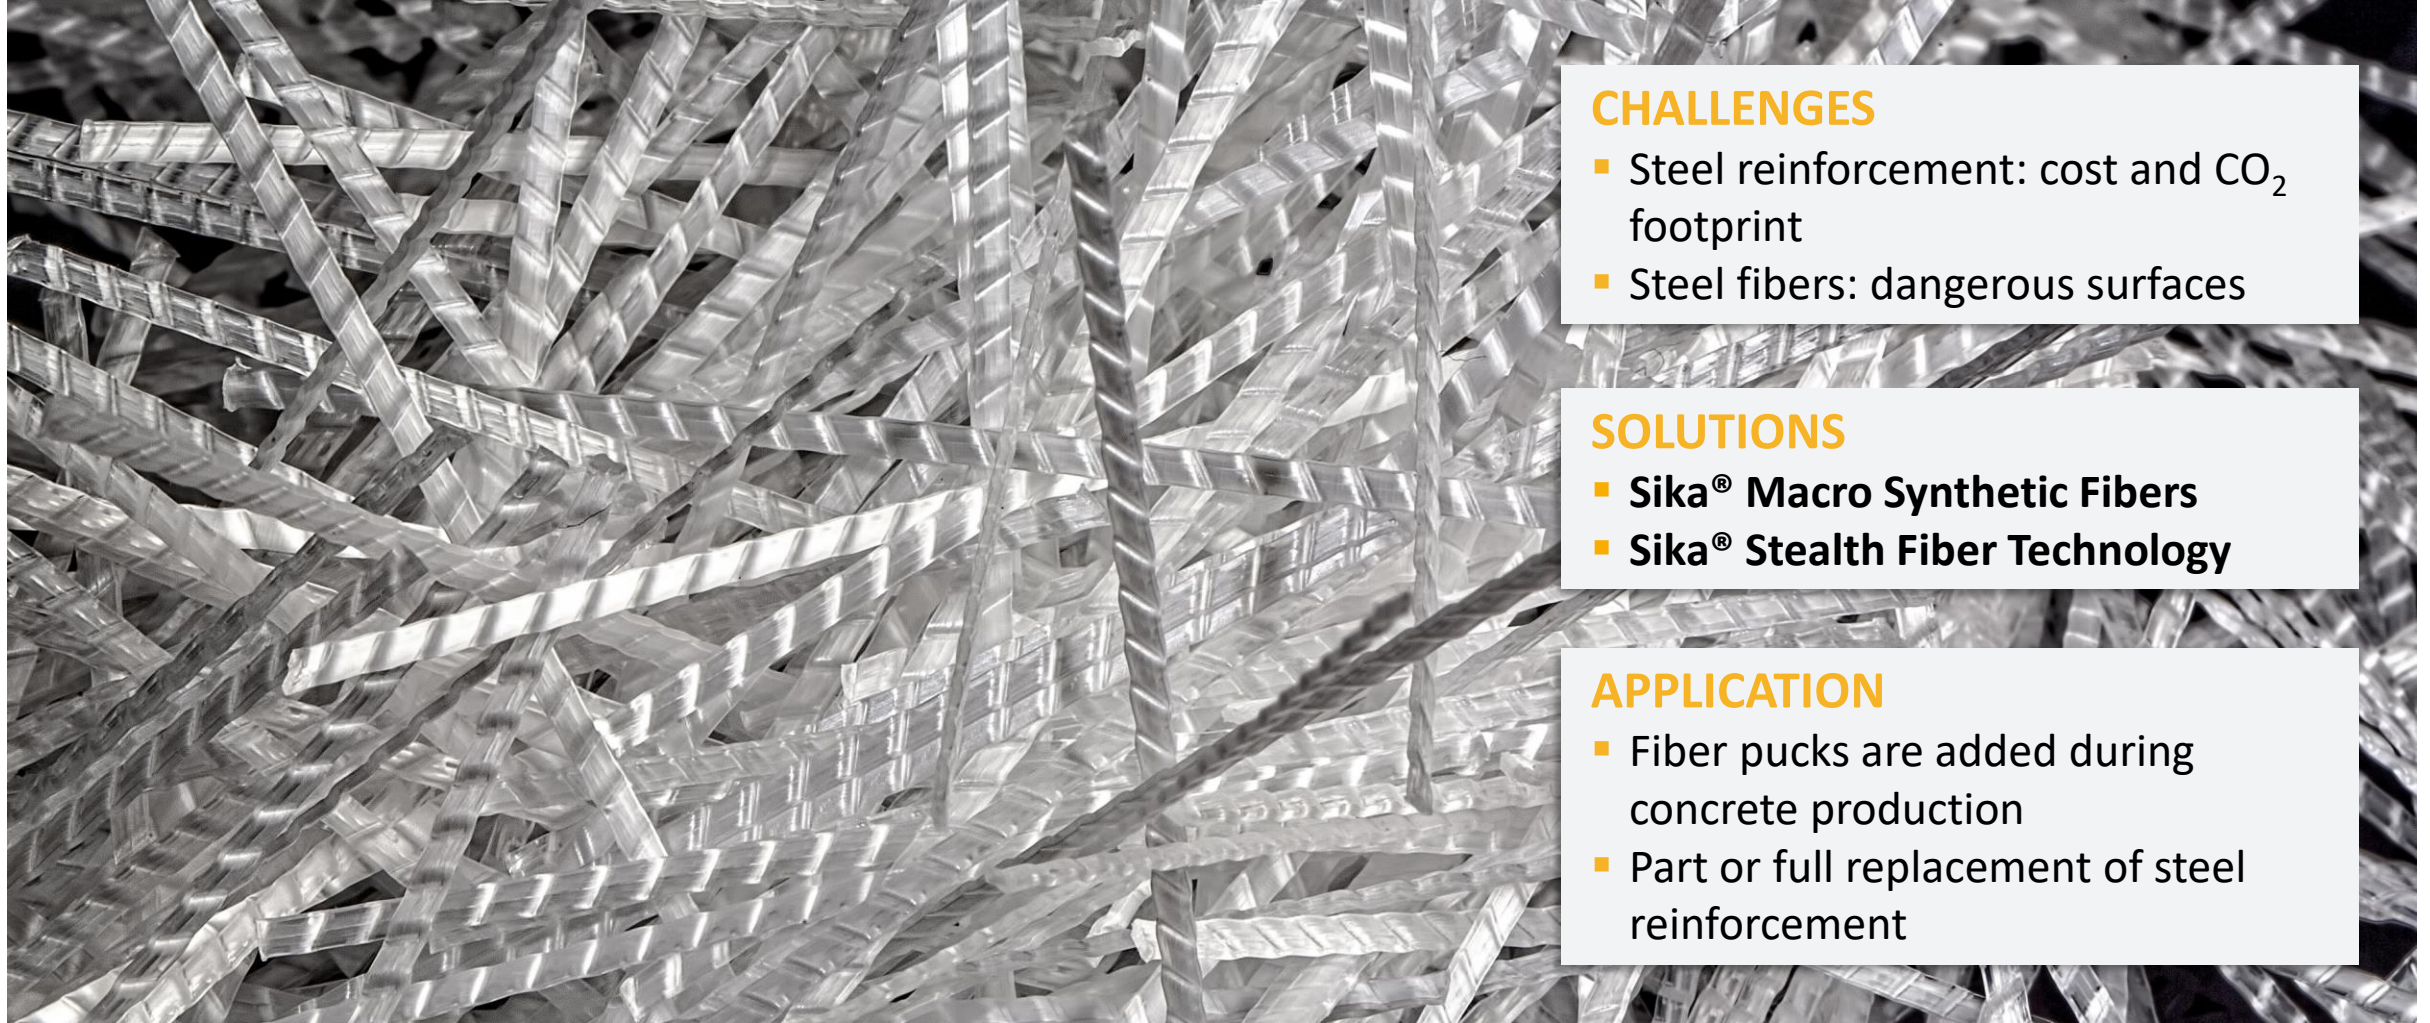 CHALLENGES
▪ Steel reinforcement: cost and CO₂
footprint
▪ Steel fibers: dangerous surfaces
SOLUTIONS
▪ Sika® Macro Synthetic Fibers
▪ Sika® Stealth Fiber Technology
APPLICATION
▪ Fiber pucks are added during
concrete production
▪ Part or full replacement of steel
reinforcement